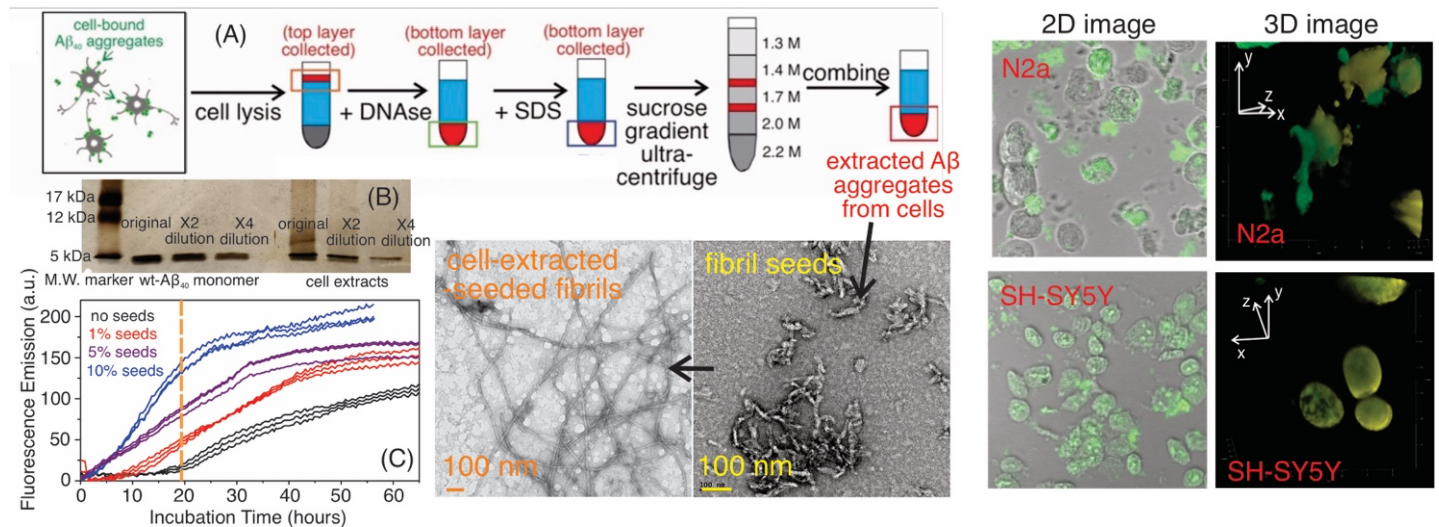 cell-bound
Aβ₄₀ aggregates
(A)
(top layer
collected)
(bottom layer
collected)
(bottom layer
collected)
cell lysis
+ DNAse
+ SDS
sucrose
gradient
ultra-
centrifuge
1.3 M
1.4 M
1.7 M
2.0 M
2.2 M
combine
extracted Aβ
aggregates
from cells
(B)
17 kDa
12 kDa
5 kDa
original
X2
dilution
X4
dilution
original
X2
dilution
X4
dilution
M.W. marker wt-Aβ₄₀ monomer
cell extracts
(C)
no seeds
1% seeds
5% seeds
10% seeds
Fluorescence Emission (a.u.)
200
150
100
50
0
0 10 20 30 40 50 60
Incubation Time (hours)
cell-extracted
-seeded fibrils
100 nm
fibril seeds
100 nm
100 nm
2D image
3D image
N2a
y
z
x
N2a
SH-SY5Y
z
y
x
SH-SY5Y